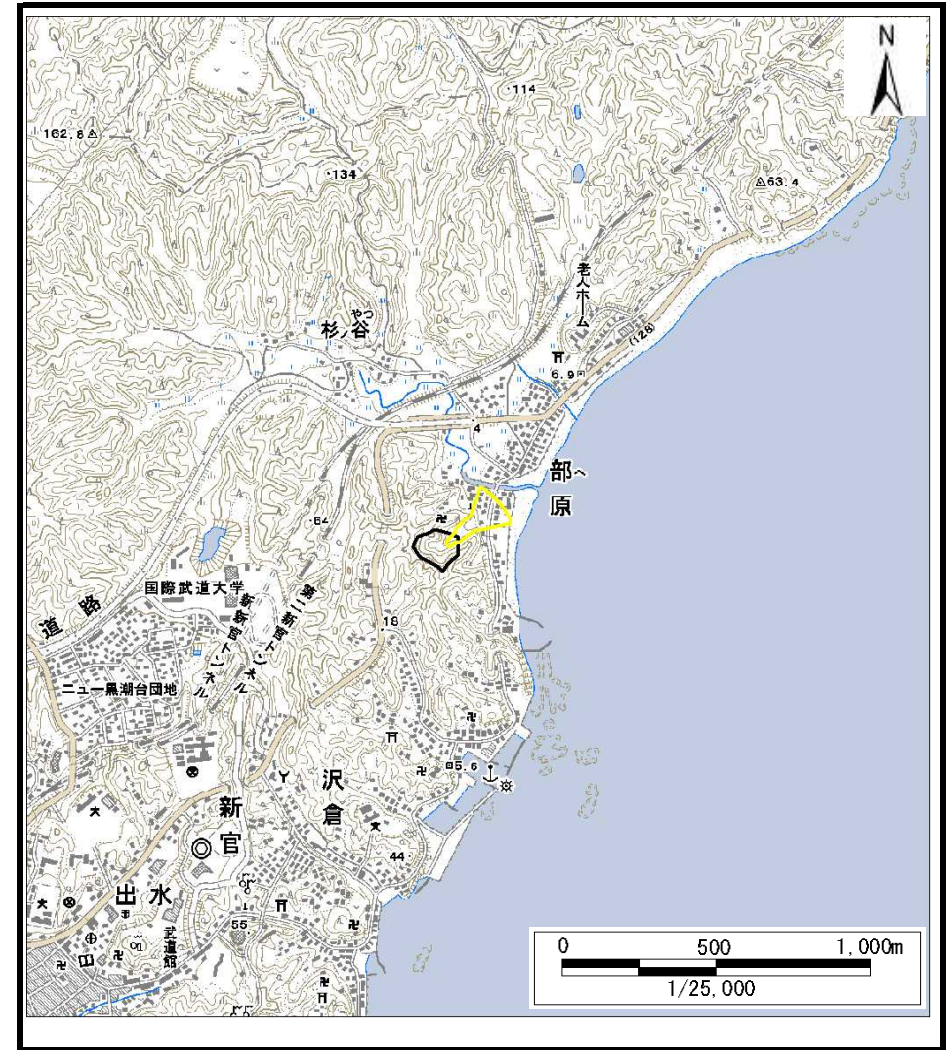 N
114
162.8
134
63.4
老人ホーム
やつ
杉ノ谷
(128)
6.9
4
部へ
原
64
国際武道大学
新新官トンネル
第二新官トンネル
道路
18
ニュー黒潮台団地
5.6
沢倉
新官
44
出水
武道館
55
0 500 1,000m
1/25,000